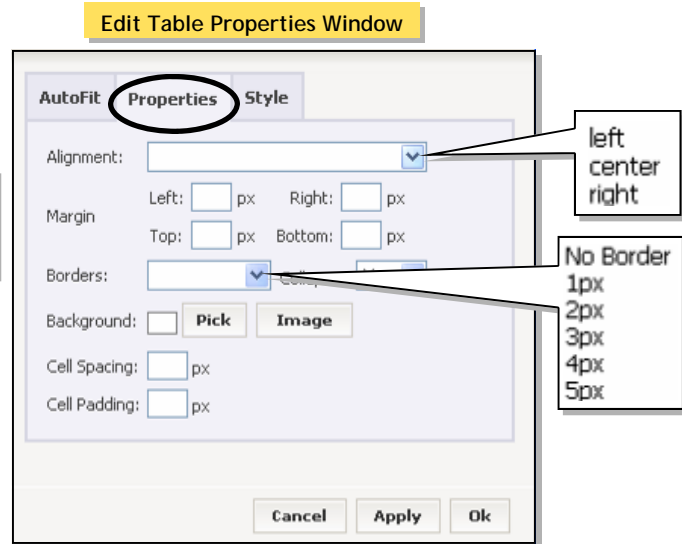 Edit Table Properties Window
AutoFit Properties Style
Alignment:
left
center
right
Margin
Left: px Right: px
Top: px Bottom: px
Borders:
No Border
1px
2px
3px
4px
5px
Background: Pick Image
Cell Spacing: px
Cell Padding: px
Cancel Apply Ok